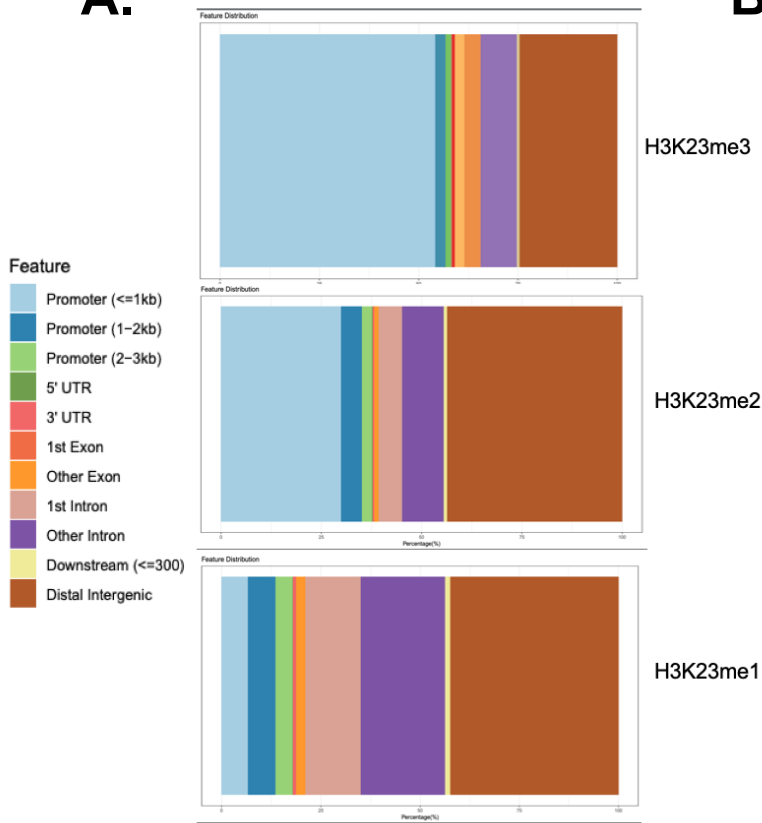 A.
B
Feature Distribution
H3K23me3
Feature
Promoter (<=1kb)
Promoter (1−2kb)
Promoter (2−3kb)
5' UTR
3' UTR
1st Exon
Other Exon
1st Intron
Other Intron
Downstream (<=300)
Distal Intergenic
Feature Distribution
H3K23me2
0 25 50 75 100
Percentage(%)
Feature Distribution
H3K23me1
0 25 50 75 100
Percentage(%)